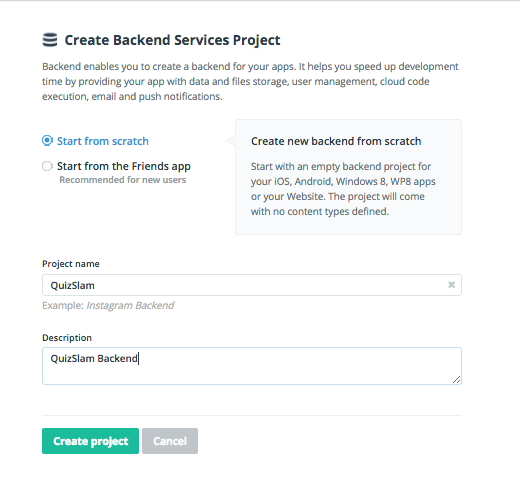 Create Backend Services Project
Backend enables you to create a backend for your apps. It helps you speed up development
time by providing your app with data and files storage, user management, cloud code
execution, email and push notifications.
Start from scratch
Start from the Friends app
Recommended for new users
Create new backend from scratch
Start with an empty backend project for
your iOS, Android, Windows 8, WP8 apps
or your Website. The project will come
with no content types defined.
Project name
QuizSlam
Example: Instagram Backend
Description
QuizSlam Backend
Create project
Cancel